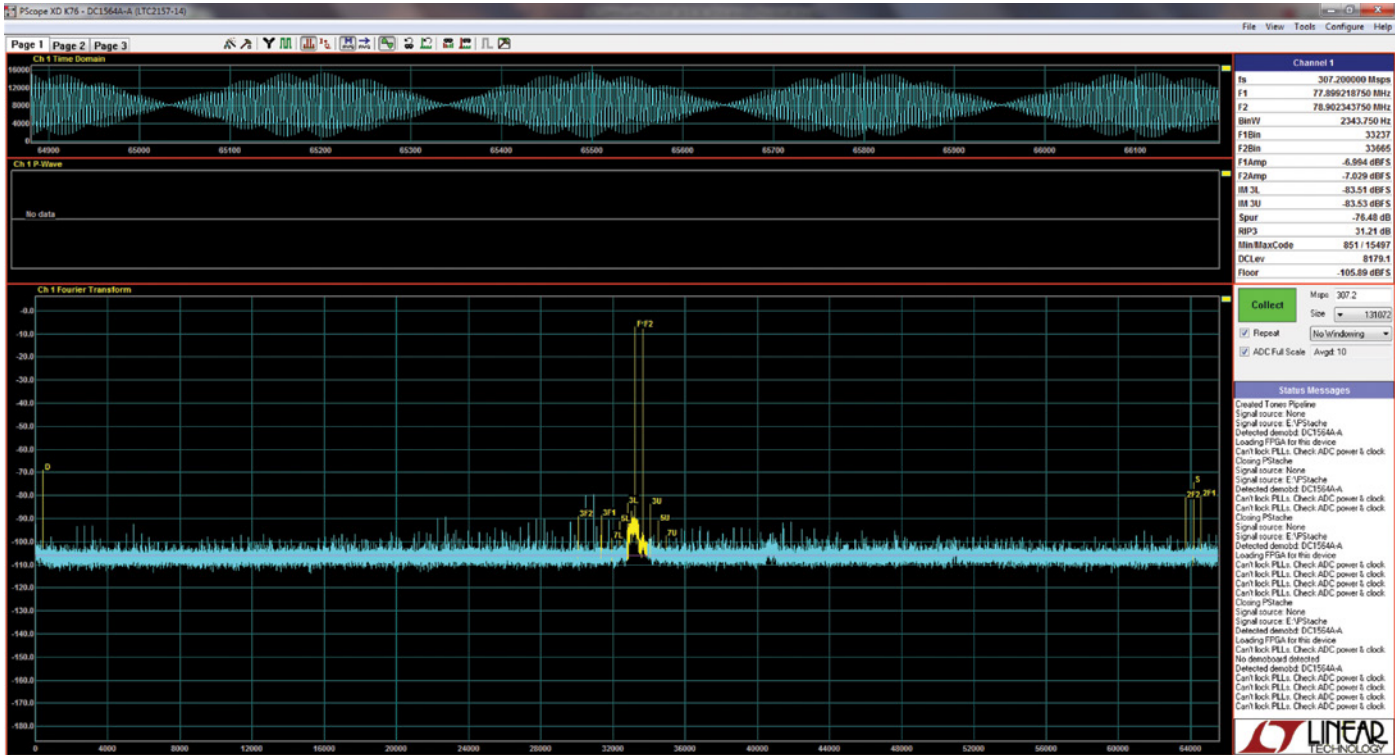 PScope XD K76 - DC1564A-A (LTC2157-14)
File View Tools Configure Help
Page 1 Page 2 Page 3
Ch 1 Time Domain
16000
12000
8000
4000
0
64900 65000 65100 65200 65300 65400 65500 65600 65700 65800 65900 66000 66100
Ch 1 P-Wave
No data
Ch 1 Fourier Transform
-0.0
-10.0
-20.0
-30.0
-40.0
-50.0
-60.0
-70.0
-80.0
-90.0
-100.0
-110.0
-120.0
-130.0
-140.0
-150.0
-160.0
-170.0
-180.0
D
F2
3F2 3F1 5L 3L 3U 5U
7L 7U
S
2F2 2F1
0 4000 8000 12000 16000 20000 24000 28000 32000 36000 40000 44000 48000 52000 56000 60000 64000
Channel 1
fs 307.200000 Msps
F1 77.899218750 MHz
F2 78.902343750 MHz
BinW 2343.750 Hz
F1Bin 33237
F2Bin 33665
F1Amp -6.994 dBFS
F2Amp -7.029 dBFS
IM 3L -83.51 dBFS
IM 3U -83.53 dBFS
Spur -76.48 dB
RIP3 31.21 dB
Min/MaxCode 851 / 15497
DCLev 8179.1
Floor -105.89 dBFS
Collect
Msps 307.2
Size 131072
Repeat
No Windowing
ADC Full Scale
Avgd: 10
Status Messages
Created Tones Pipeline
Signal source: None
Signal source: E:\PStache
Detected demobd: DC1564A-A
Loading FPGA for this device
Can't lock PLLs. Check ADC power & clock.
Closing PStache
Signal source: None
Signal source: E:\PStache
Detected demobd: DC1564A-A
Can't lock PLLs. Check ADC power & clock.
Can't lock PLLs. Check ADC power & clock.
Closing PStache
Signal source: None
Signal source: E:\PStache
Detected demobd: DC1564A-A
Loading FPGA for this device
Can't lock PLLs. Check ADC power & clock.
Can't lock PLLs. Check ADC power & clock.
Can't lock PLLs. Check ADC power & clock.
Can't lock PLLs. Check ADC power & clock.
Closing PStache
Signal source: None
Signal source: E:\PStache
Detected demobd: DC1564A-A
Loading FPGA for this device
Can't lock PLLs. Check ADC power & clock.
No demoboard detected
Detected demobd: DC1564A-A
Can't lock PLLs. Check ADC power & clock.
Can't lock PLLs. Check ADC power & clock.
Can't lock PLLs. Check ADC power & clock.
Can't lock PLLs. Check ADC power & clock.
LINEAR
TECHNOLOGY